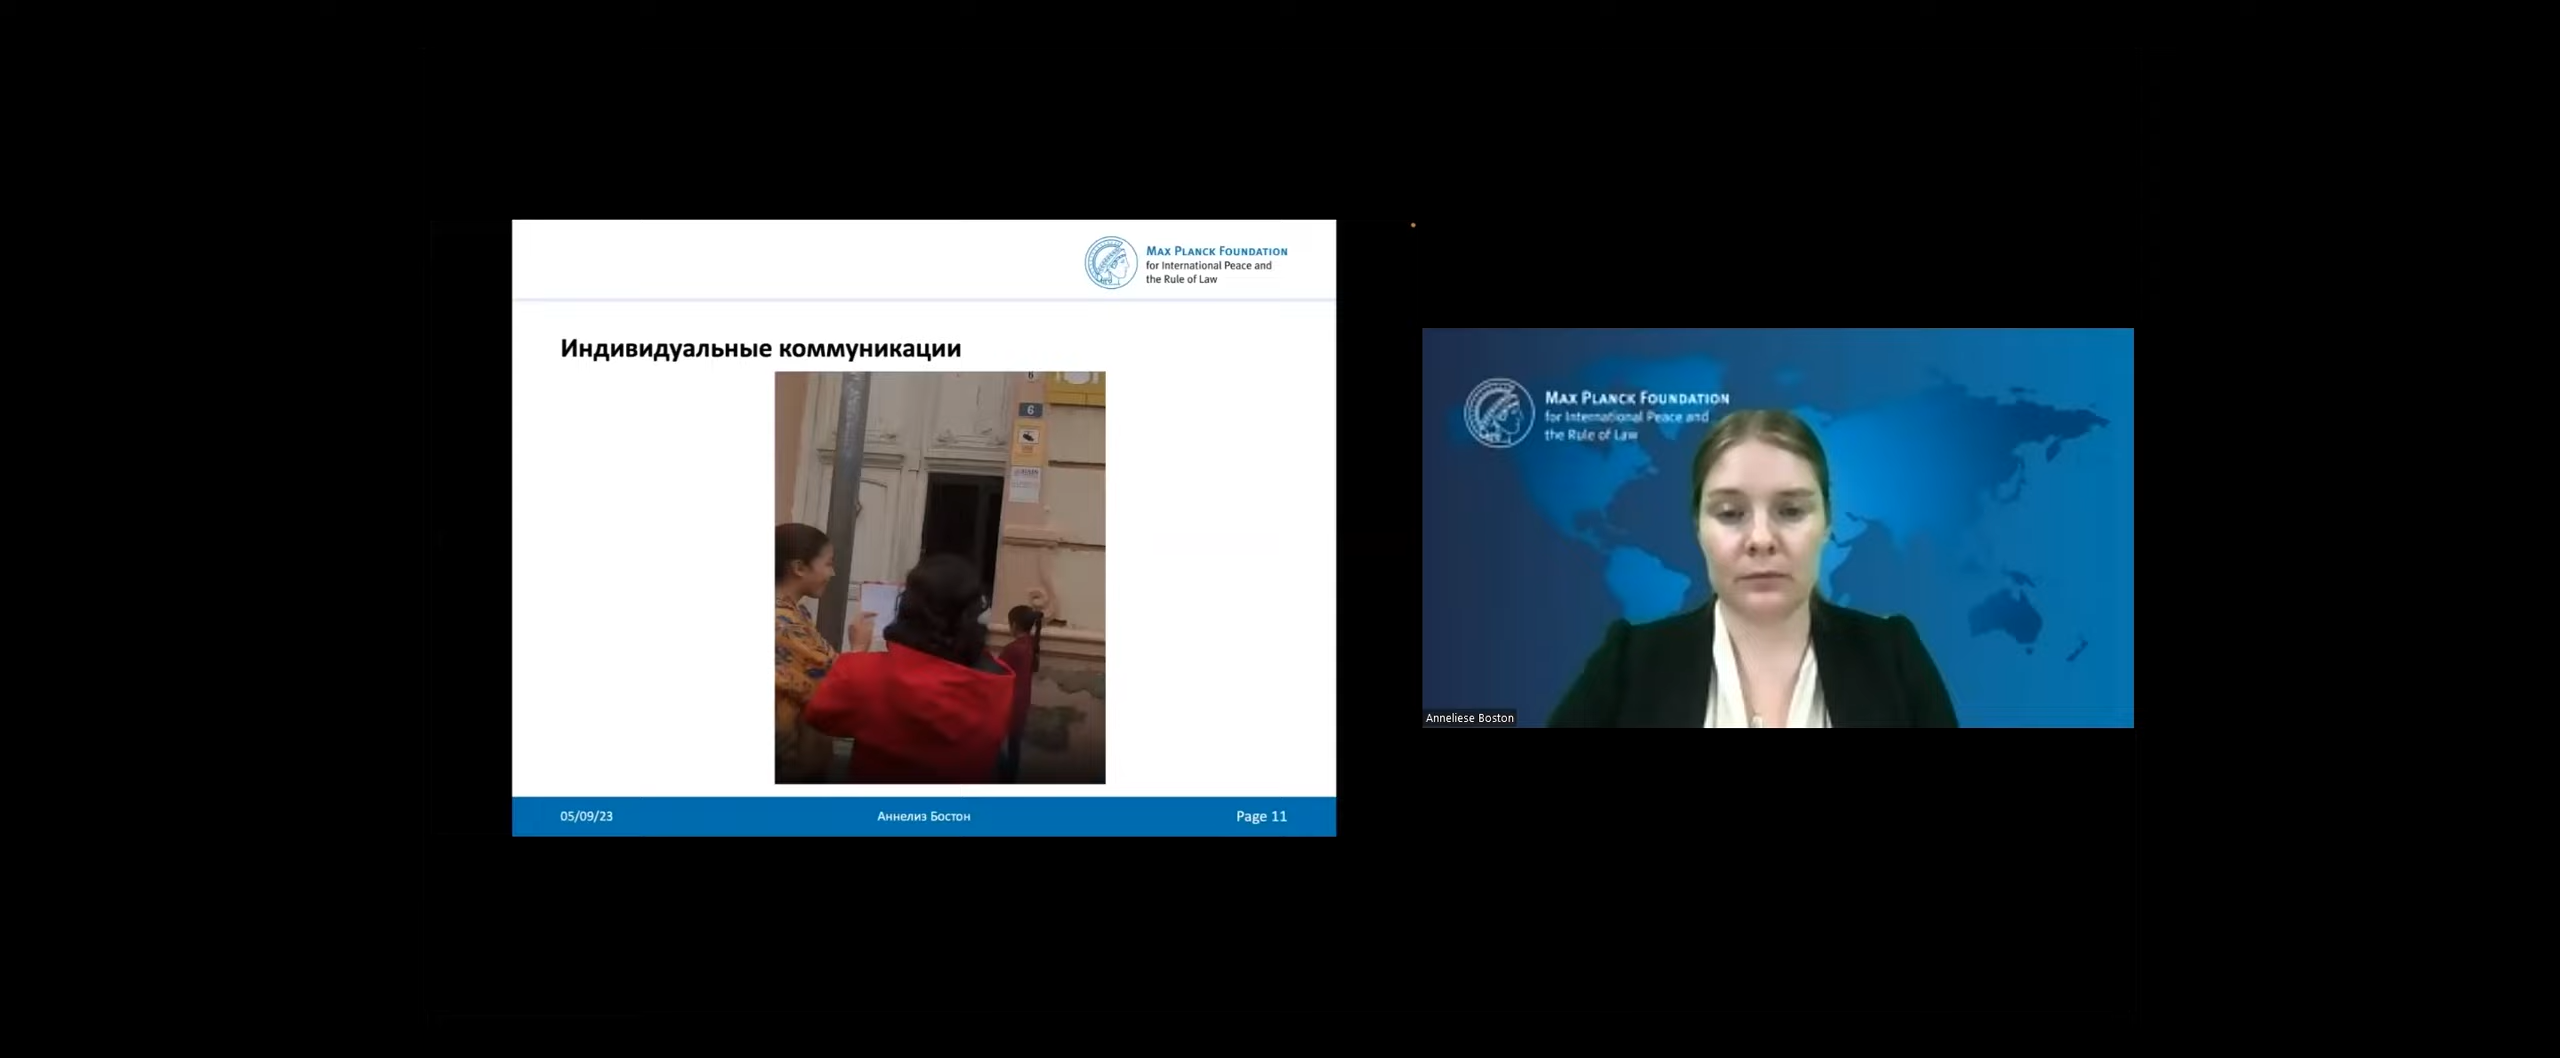 MAX PLANCK FOUNDATION
for International Peace and
the Rule of Law
Индивидуальные коммуникации
6
6
05/09/23
Аннелиз Бостон
Page 11
MAX PLANCK FOUNDATION
for International Peace and
the Rule of Law
Anneliese Boston